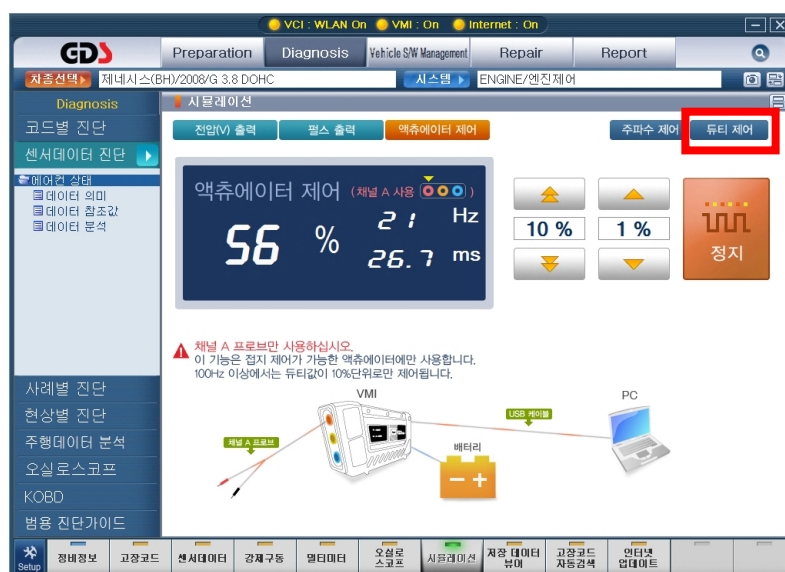 VCI : WLAN On VMI : On Internet : On
GDS
Preparation Diagnosis Vehicle S/W Management Repair Report
차종선택 제네시스(BH)/2008/G 3.8 DOHC 시스템 ENGINE/엔진제어
Diagnosis
코드별 진단
센서데이터 진단
에어컨 상태
데이터 의미
데이터 참조값
데이터 분석
사례별 진단
현상별 진단
주행데이터 분석
오실로스코프
KOBD
범용 진단가이드
시뮬레이션
전압(V) 출력 펄스 출력 액츄에이터 제어 주파수 제어 듀티 제어
액츄에이터 제어 (채널 A 사용 )
56 %
21 Hz
26.7 ms
10 % 1 %
정지
채널 A 프로브만 사용하십시오.
이 기능은 접지 제어가 가능한 액츄에이터에만 사용합니다.
100Hz 이상에서는 듀티값이 10%단위로만 제어됩니다.
VMI
PC
USB 케이블
채널 A 프로브
배터리
- +
Setup 정비정보 고장코드 센서데이터 강제구동 멀티미터 오실로스코프 시뮬레이션 저장 데이터 뷰어 고장코드 자동검색 인터넷 업데이트